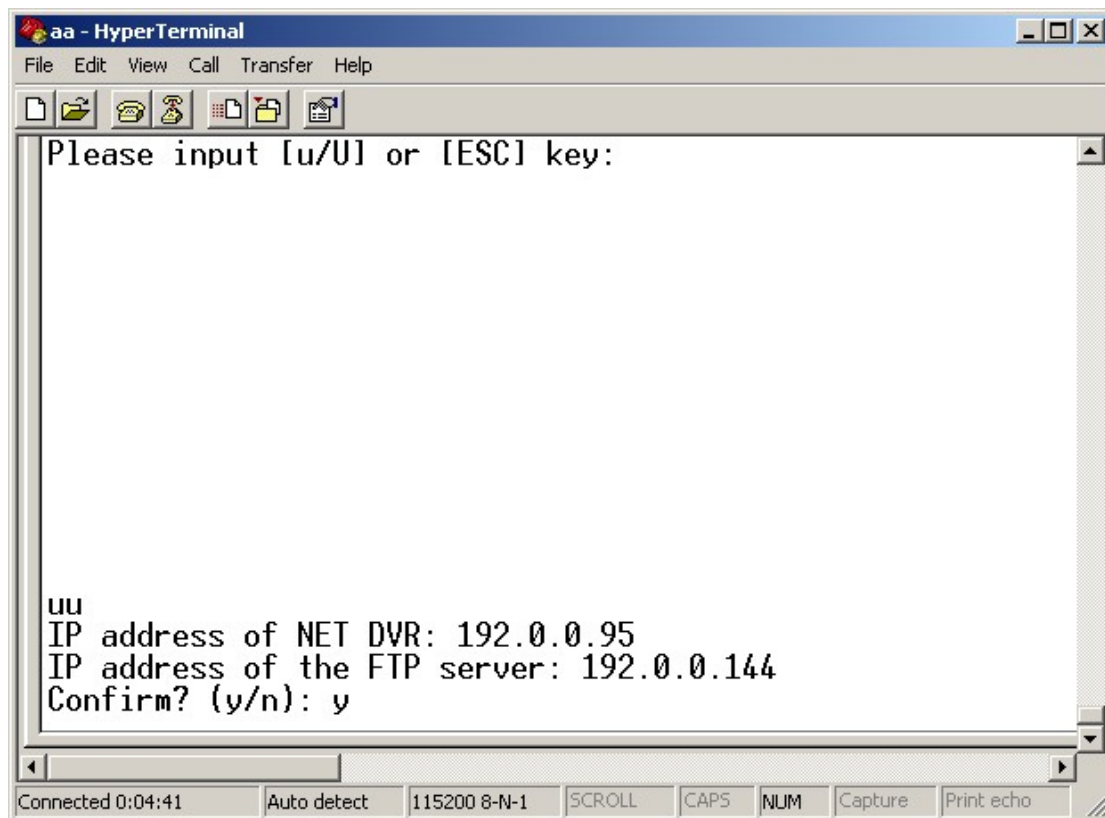 aa - HyperTerminal
File Edit View Call Transfer Help
Please input [u/U] or [ESC] key:
uu
IP address of NET DVR: 192.0.0.95
IP address of the FTP server: 192.0.0.144
Confirm? (y/n): y
Connected 0:04:41 Auto detect 115200 8-N-1 SCROLL CAPS NUM Capture Print echo